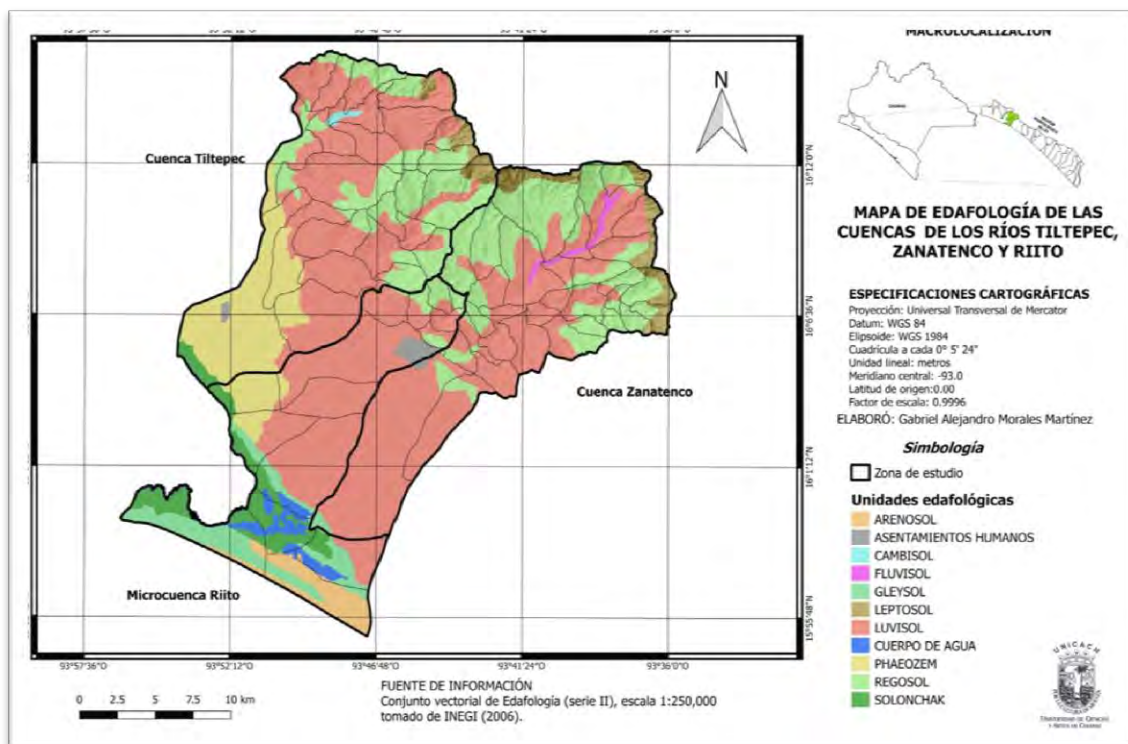 MACROLOCALIZACIÓN
N
Cuenca Tiltepec
Cuenca Zanatenco
Microcuenca Riito
16°12'0"N
16°6'36"N
16°1'12"N
15°55'48"N
93°57'36"O
93°52'12"O
93°46'48"O
93°41'24"O
93°36'0"O
0 2.5 5 7.5 10 km
FUENTE DE INFORMACIÓN
Conjunto vectorial de Edafología (serie II), escala 1:250,000
tomado de INEGI (2006).
MAPA DE EDAFOLOGÍA DE LAS
CUENCAS DE LOS RÍOS TILTEPEC,
ZANATENCO Y RIITO
ESPECIFICACIONES CARTOGRÁFICAS
Proyección: Universal Transversal de Mercator
Datum: WGS 84
Elipsoide: WGS 1984
Cuadrícula a cada 0° 5' 24"
Unidad lineal: metros
Meridiano central: -93.0
Latitud de origen:0.00
Factor de escala: 0.9996
ELABORÓ: Gabriel Alejandro Morales Martínez
Simbología
Zona de estudio
Unidades edafológicas
ARENOSOL
ASENTAMIENTOS HUMANOS
CAMBISOL
FLUVISOL
GLEYSOL
LEPTOSOL
LUVISOL
CUERPO DE AGUA
PHAEOZEM
REGOSOL
SOLONCHAK
UNICACH
UNIVERSIDAD DE CIENCIAS
Y ARTES DE CHIAPAS